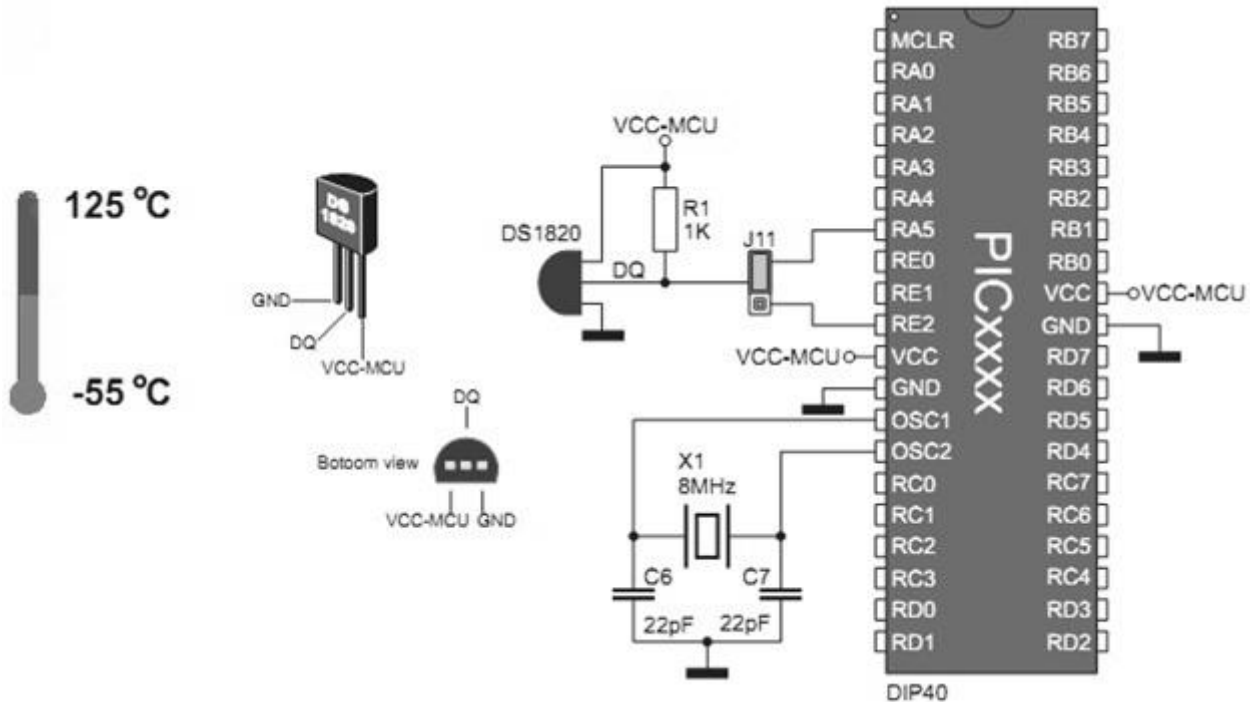 125 °C
-55 °C
DS
1820
GND
DQ
VCC-MCU
DQ
Botoom view
VCC-MCU GND
VCC-MCU
R1
1K
DS1820
DQ
J11
VCC-MCU
X1
8MHz
C6
C7
22pF
22pF
MCLR
RA0
RA1
RA2
RA3
RA4
RA5
RE0
RE1
RE2
VCC
GND
OSC1
OSC2
RC0
RC1
RC2
RC3
RD0
RD1
PICxxxx
RB7
RB6
RB5
RB4
RB3
RB2
RB1
RB0
VCC
GND
RD7
RD6
RD5
RD4
RC7
RC6
RC5
RC4
RD3
RD2
VCC-MCU
DIP40